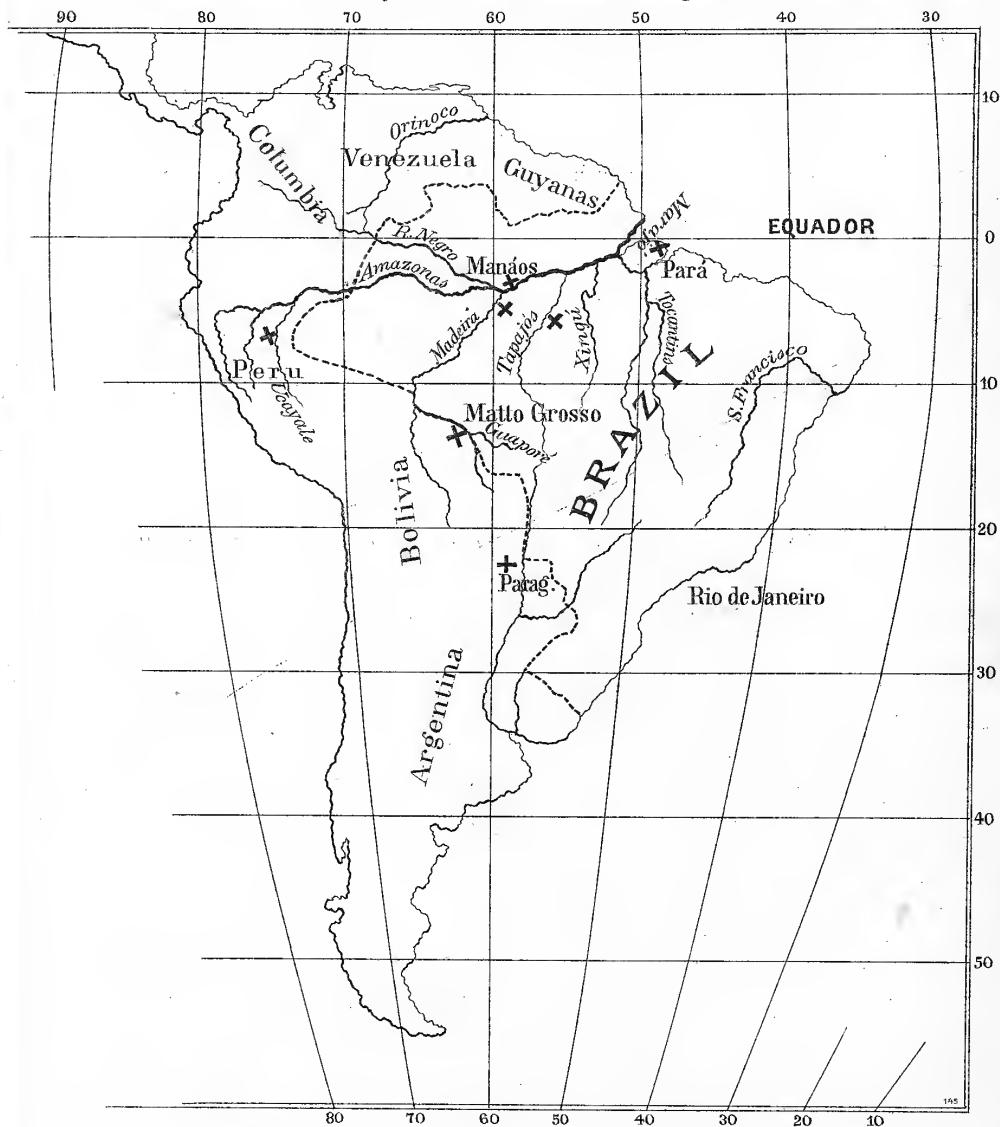 90 80 70 60 50 40 30
10
Orinoco
Columbia
Venezuela
Guyanas
Marajo
EQUADOR
0
R. Negro
Manáos
Pará
Amazonas
Madeira
Tapajos
Xingú
Tocantins
S. Francisco
Peru
Ucayale
10
Matto Grosso
Guaporé
BRAZIL
Bolivia
20
Parag.
Rio de Janeiro
30
Argentina
40
50
145
80 70 60 50 40 30 20 10